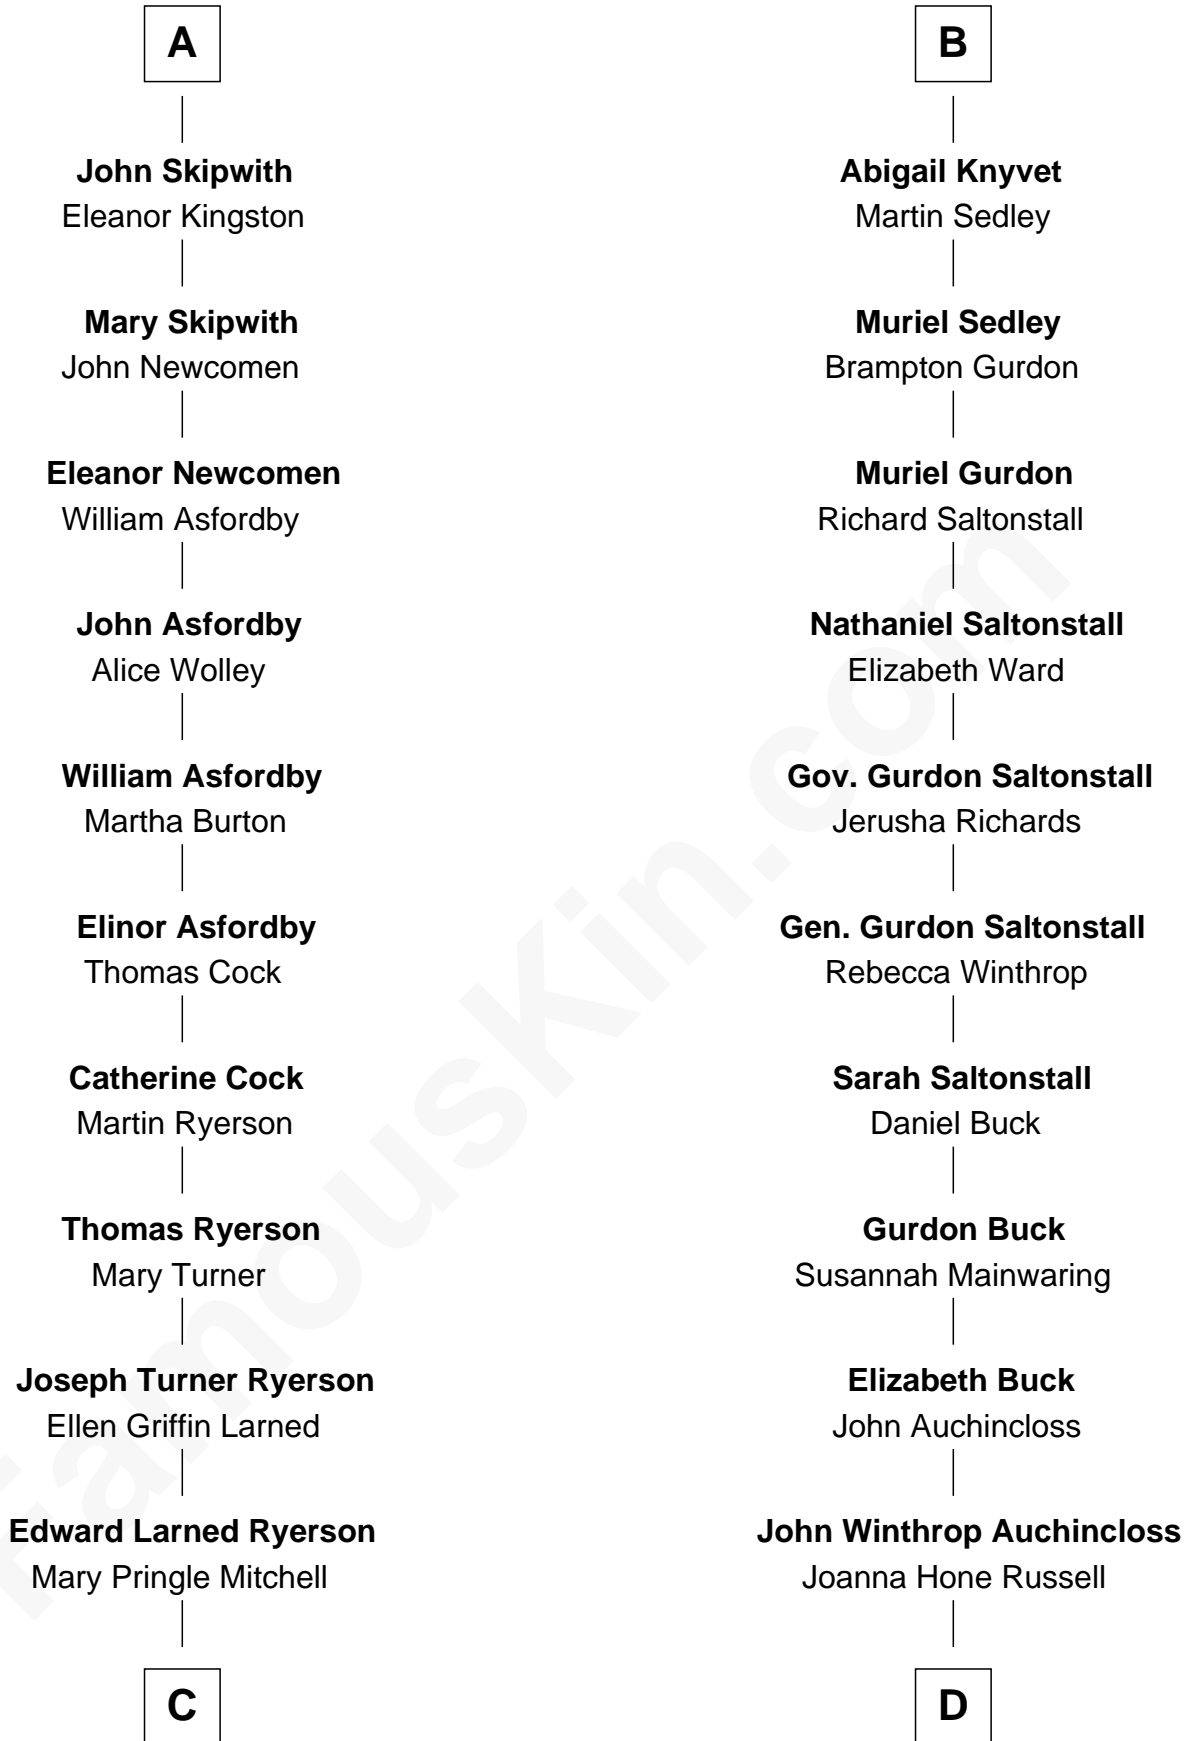 A
John Skipwith
Eleanor Kingston
Mary Skipwith
John Newcomen
Eleanor Newcomen
William Asfordby
John Asfordby
Alice Wolley
William Asfordby
Martha Burton
Elinor Asfordby
Thomas Cock
Catherine Cock
Martin Ryerson
Thomas Ryerson
Mary Turner
Joseph Turner Ryerson
Ellen Griffin Larned
Edward Larned Ryerson
Mary Pringle Mitchell
C
B
Abigail Knyvet
Martin Sedley
Muriel Sedley
Brampton Gurdon
Muriel Gurdon
Richard Saltonstall
Nathaniel Saltonstall
Elizabeth Ward
Gov. Gurdon Saltonstall
Jerusha Richards
Gen. Gurdon Saltonstall
Rebecca Winthrop
Sarah Saltonstall
Daniel Buck
Gurdon Buck
Susannah Mainwaring
Elizabeth Buck
John Auchincloss
John Winthrop Auchincloss
Joanna Hone Russell
D
FamousKin.com